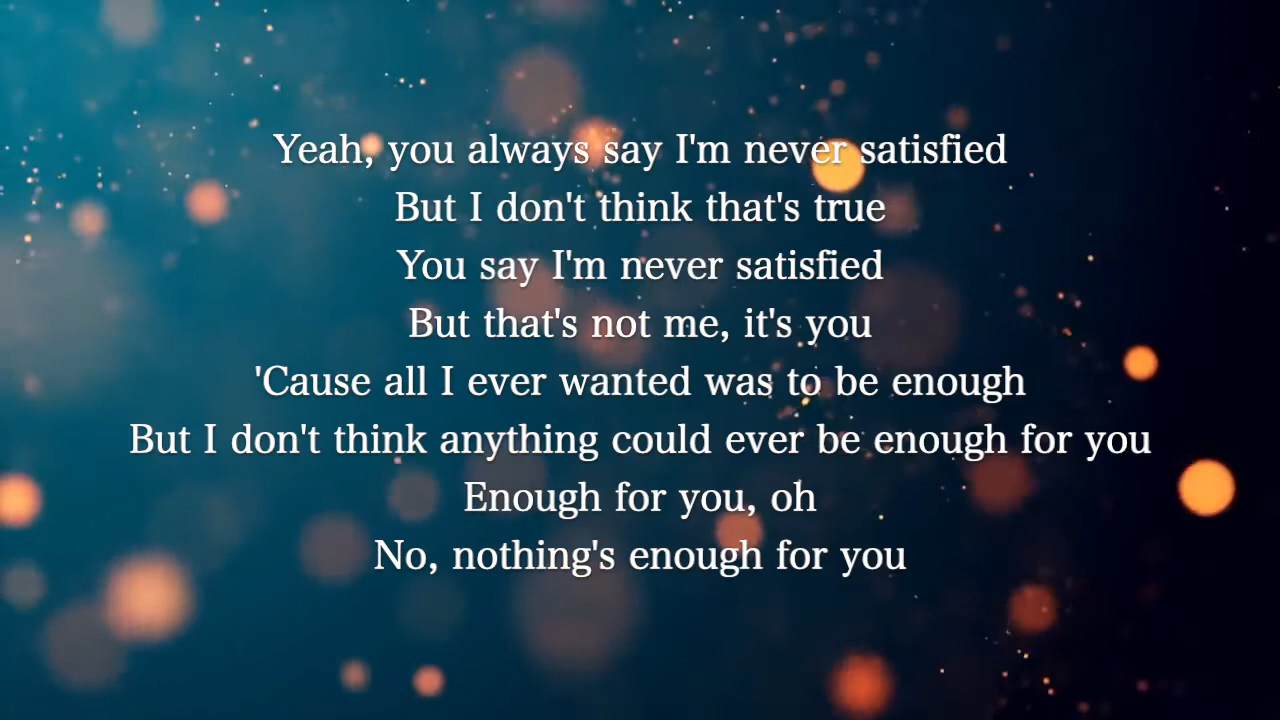 Yeah, you always say I'm never satisfied
But I don't think that's true
You say I'm never satisfied
But that's not me, it's you
'Cause all I ever wanted was to be enough
But I don't think anything could ever be enough for you
Enough for you, oh
No, nothing's enough for you